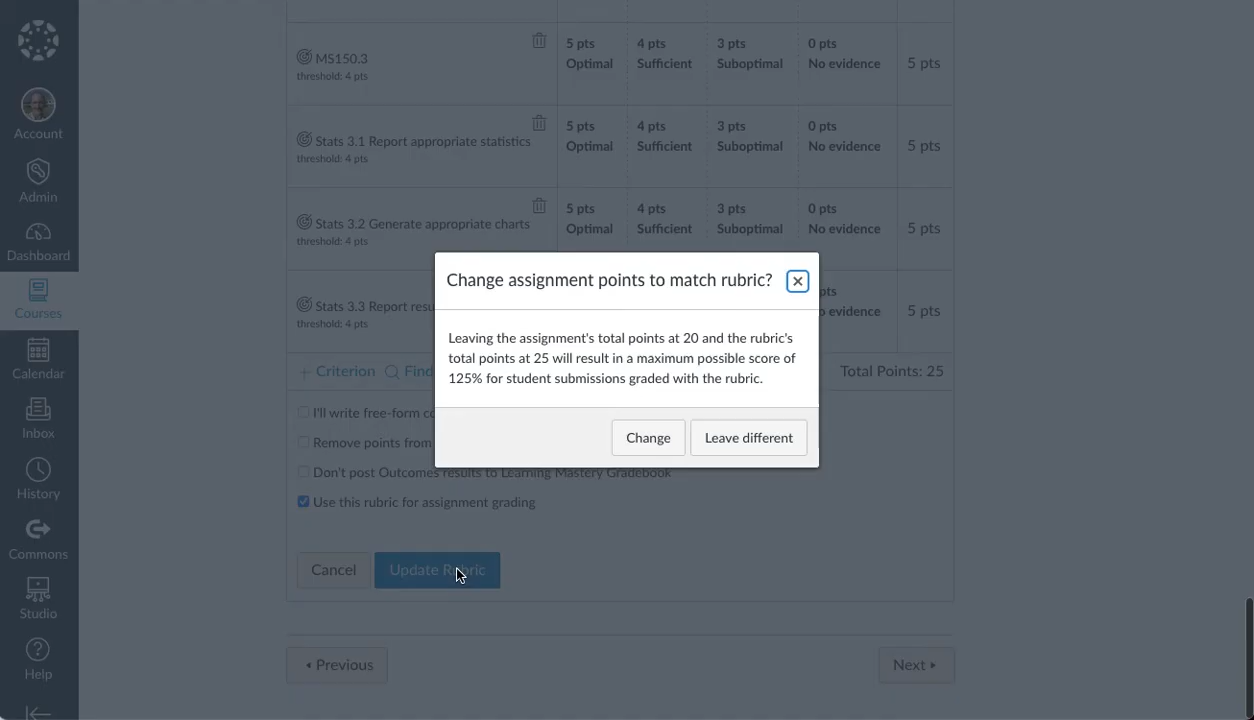 Account
Admin
Dashboard
Courses
Calendar
Inbox
History
Commons
Studio
Help
MS150.3
threshold: 4 pts
5 pts
Optimal
4 pts
Sufficient
3 pts
Suboptimal
0 pts
No evidence
5 pts
Stats 3.1 Report appropriate statistics
threshold: 4 pts
5 pts
Optimal
4 pts
Sufficient
3 pts
Suboptimal
0 pts
No evidence
5 pts
Stats 3.2 Generate appropriate charts
threshold: 4 pts
5 pts
Optimal
4 pts
Sufficient
3 pts
Suboptimal
0 pts
No evidence
5 pts
Stats 3.3 Report
threshold: 4 pts
pts
evidence
5 pts
Change assignment points to match rubric?
Leaving the assignment's total points at 20 and the rubric's
total points at 25 will result in a maximum possible score of
125% for student submissions graded with the rubric.
Change
Leave different
+ Criterion
Find
Total Points: 25
I'll write free-form
Remove points from
Don't post Outcomes results to Learning Mastery Gradebook
Use this rubric for assignment grading
Cancel
Update Rubric
Previous
Next